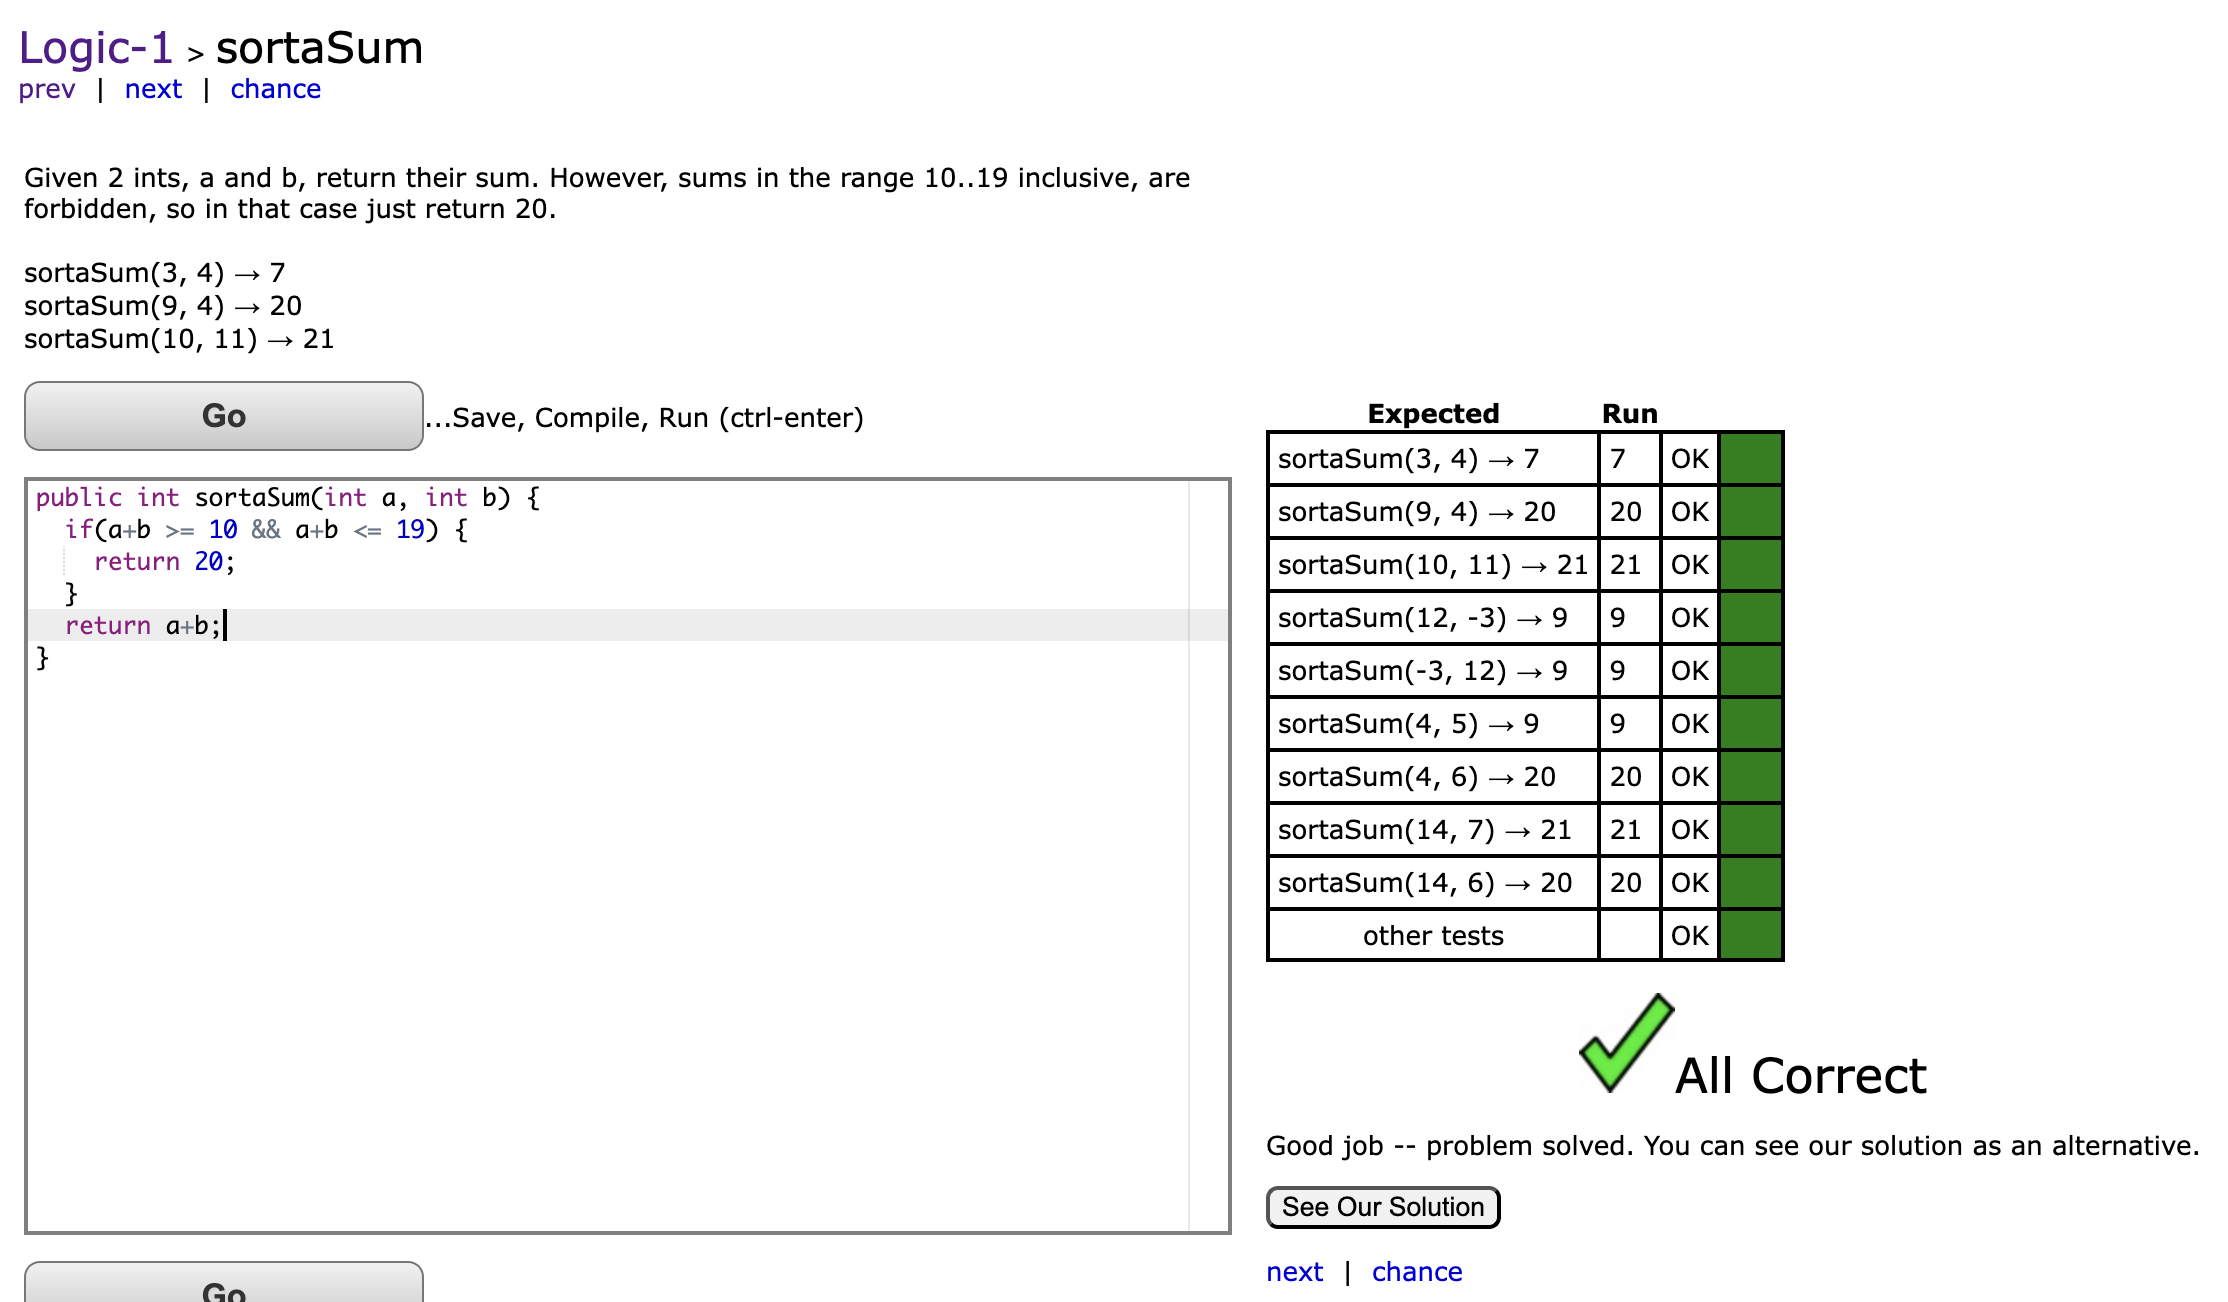 Logic-1 > sortaSum
prev | next | chance
Given 2 ints, a and b, return their sum. However, sums in the range 10..19 inclusive, are
forbidden, so in that case just return 20.
sortaSum(3, 4) → 7
sortaSum(9, 4) → 20
sortaSum(10, 11) → 21
Go
...Save, Compile, Run (ctrl-enter)
public int sortaSum(int a, int b) {
  if(a+b >= 10 && a+b <= 19) {
    return 20;
  }
  return a+b;
}
Go
Expected Run
sortaSum(3, 4) → 7 7 OK
sortaSum(9, 4) → 20 20 OK
sortaSum(10, 11) → 21 21 OK
sortaSum(12, -3) → 9 9 OK
sortaSum(-3, 12) → 9 9 OK
sortaSum(4, 5) → 9 9 OK
sortaSum(4, 6) → 20 20 OK
sortaSum(14, 7) → 21 21 OK
sortaSum(14, 6) → 20 20 OK
other tests OK
All Correct
Good job -- problem solved. You can see our solution as an alternative.
See Our Solution
next | chance